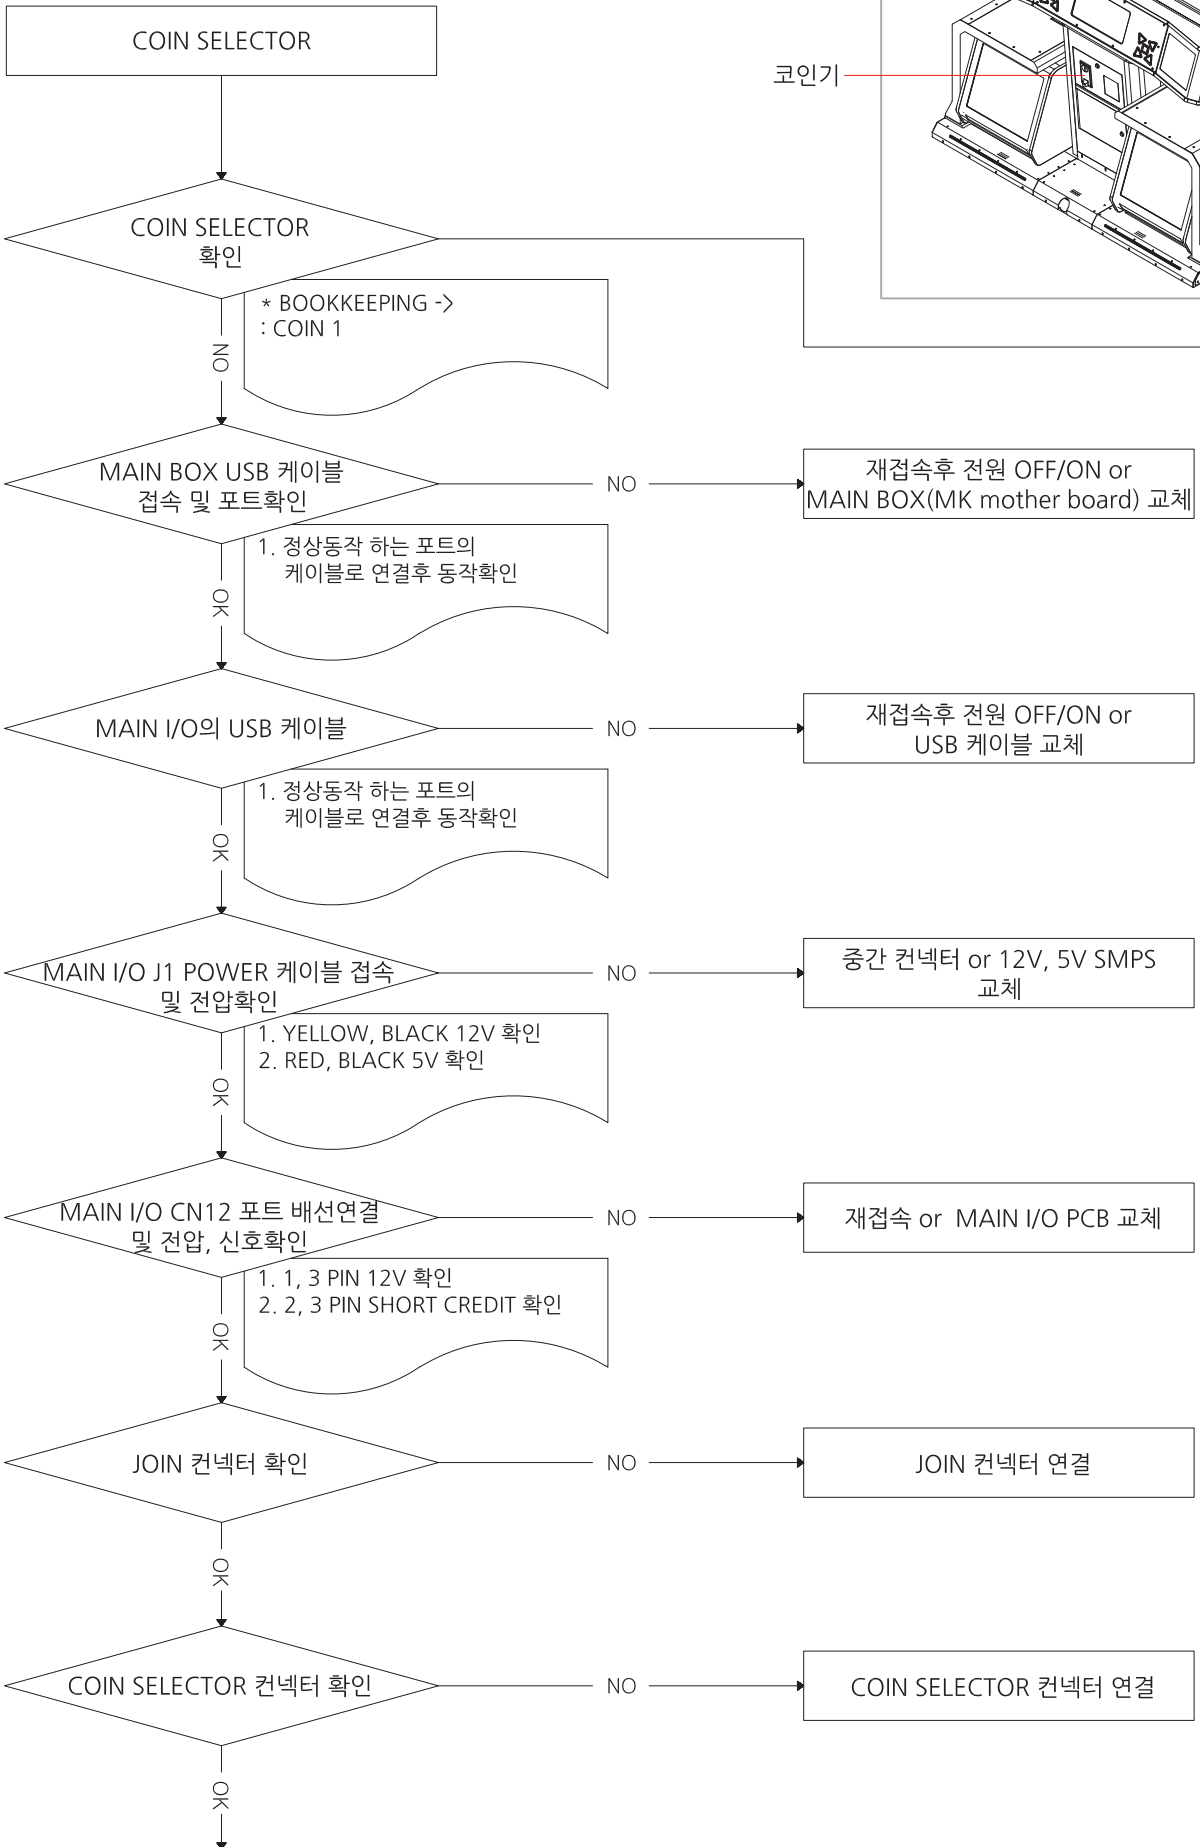 COIN SELECTOR
코인기
COIN SELECTOR
확인
* BOOKKEEPING ->
: COIN 1
NO
MAIN BOX USB 케이블
접속 및 포트확인
NO
재접속후 전원 OFF/ON or
MAIN BOX(MK mother board) 교체
1. 정상동작 하는 포트의
케이블로 연결후 동작확인
OK
MAIN I/O의 USB 케이블
NO
재접속후 전원 OFF/ON or
USB 케이블 교체
1. 정상동작 하는 포트의
케이블로 연결후 동작확인
OK
MAIN I/O J1 POWER 케이블 접속
및 전압확인
NO
중간 컨넥터 or 12V, 5V SMPS
교체
1. YELLOW, BLACK 12V 확인
2. RED, BLACK 5V 확인
OK
MAIN I/O CN12 포트 배선연결
및 전압, 신호확인
NO
재접속 or MAIN I/O PCB 교체
1. 1, 3 PIN 12V 확인
2. 2, 3 PIN SHORT CREDIT 확인
OK
JOIN 컨넥터 확인
NO
JOIN 컨넥터 연결
OK
COIN SELECTOR 컨넥터 확인
NO
COIN SELECTOR 컨넥터 연결
OK